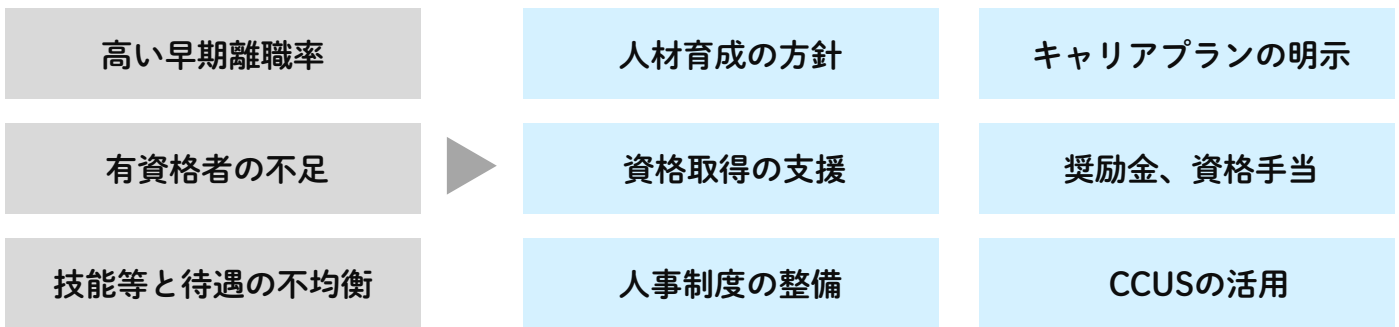 高い早期離職率
人材育成の方針
キャリアプランの明示
有資格者の不足
資格取得の支援
奨励金、資格手当
技能等と待遇の不均衡
人事制度の整備
CCUSの活用